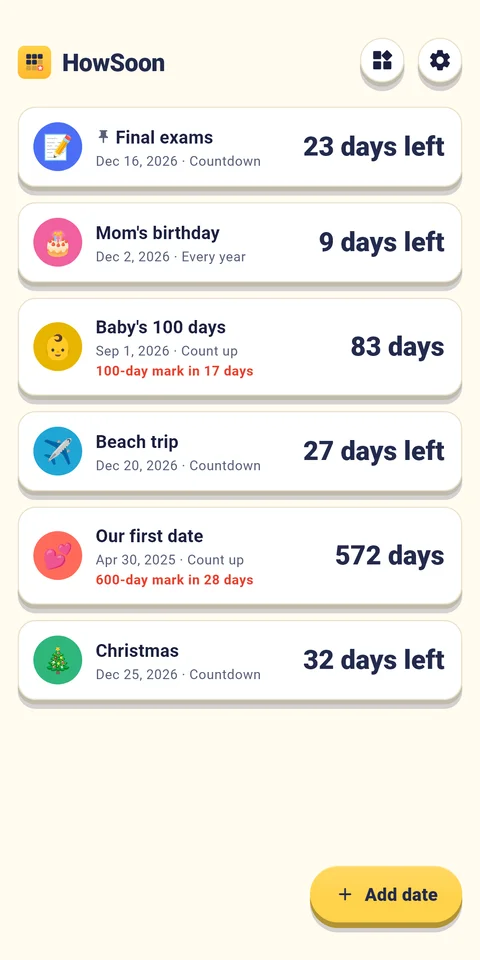 HowSoon
Final exams
Dec 16, 2026 · Countdown
23 days left
Mom's birthday
Dec 2, 2026 · Every year
9 days left
Baby's 100 days
Sep 1, 2026 · Count up
100-day mark in 17 days
83 days
Beach trip
Dec 20, 2026 · Countdown
27 days left
Our first date
Apr 30, 2025 · Count up
600-day mark in 28 days
572 days
Christmas
Dec 25, 2026 · Countdown
32 days left
+ Add date